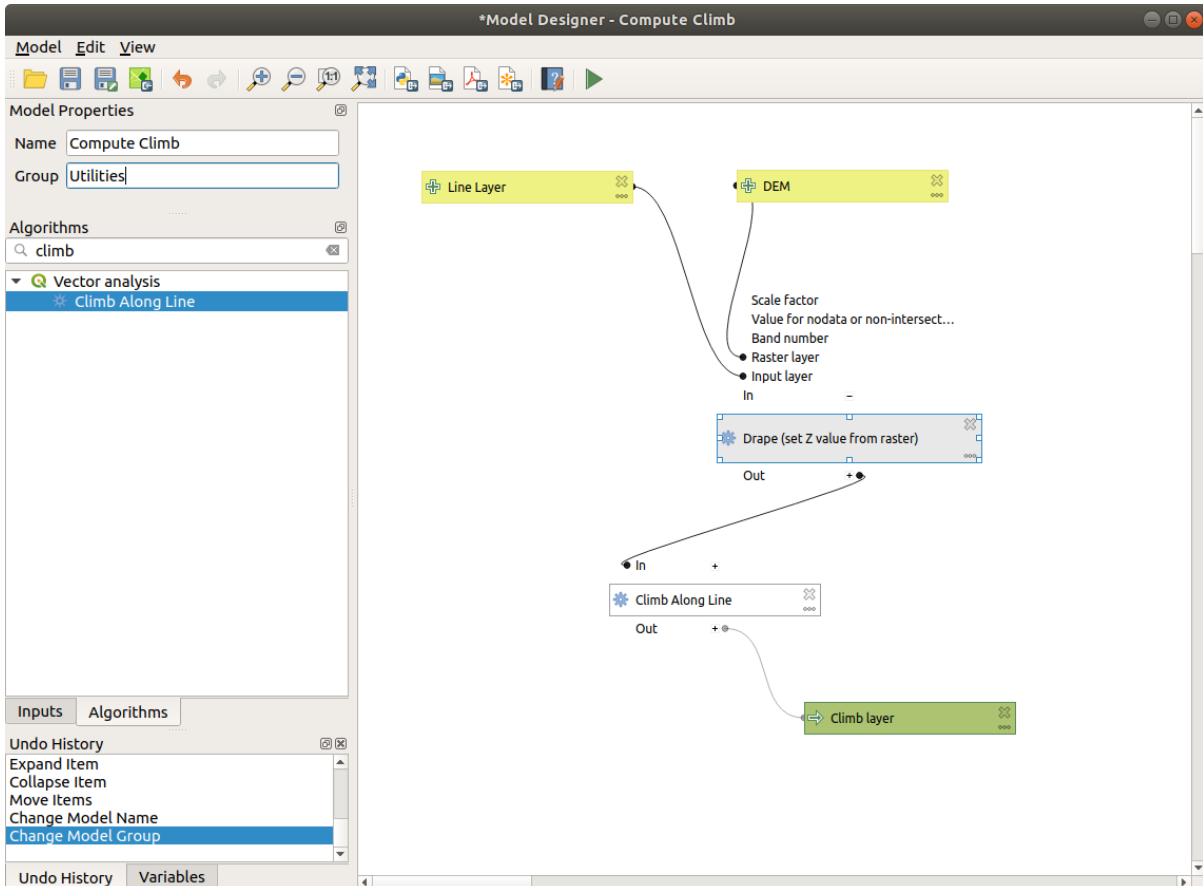 *Model Designer - Compute Climb
Model Edit View
1:1
Model Properties
Name Compute Climb
Group Utilities
Algorithms
climb
Vector analysis
Climb Along Line
Inputs Algorithms
Undo History
Expand Item
Collapse Item
Move Items
Change Model Name
Change Model Group
Undo History Variables
Line Layer
DEM
Scale factor
Value for nodata or non-intersect…
Band number
Raster layer
Input layer
In -
Drape (set Z value from raster)
Out +
In +
Climb Along Line
Out +
Climb layer